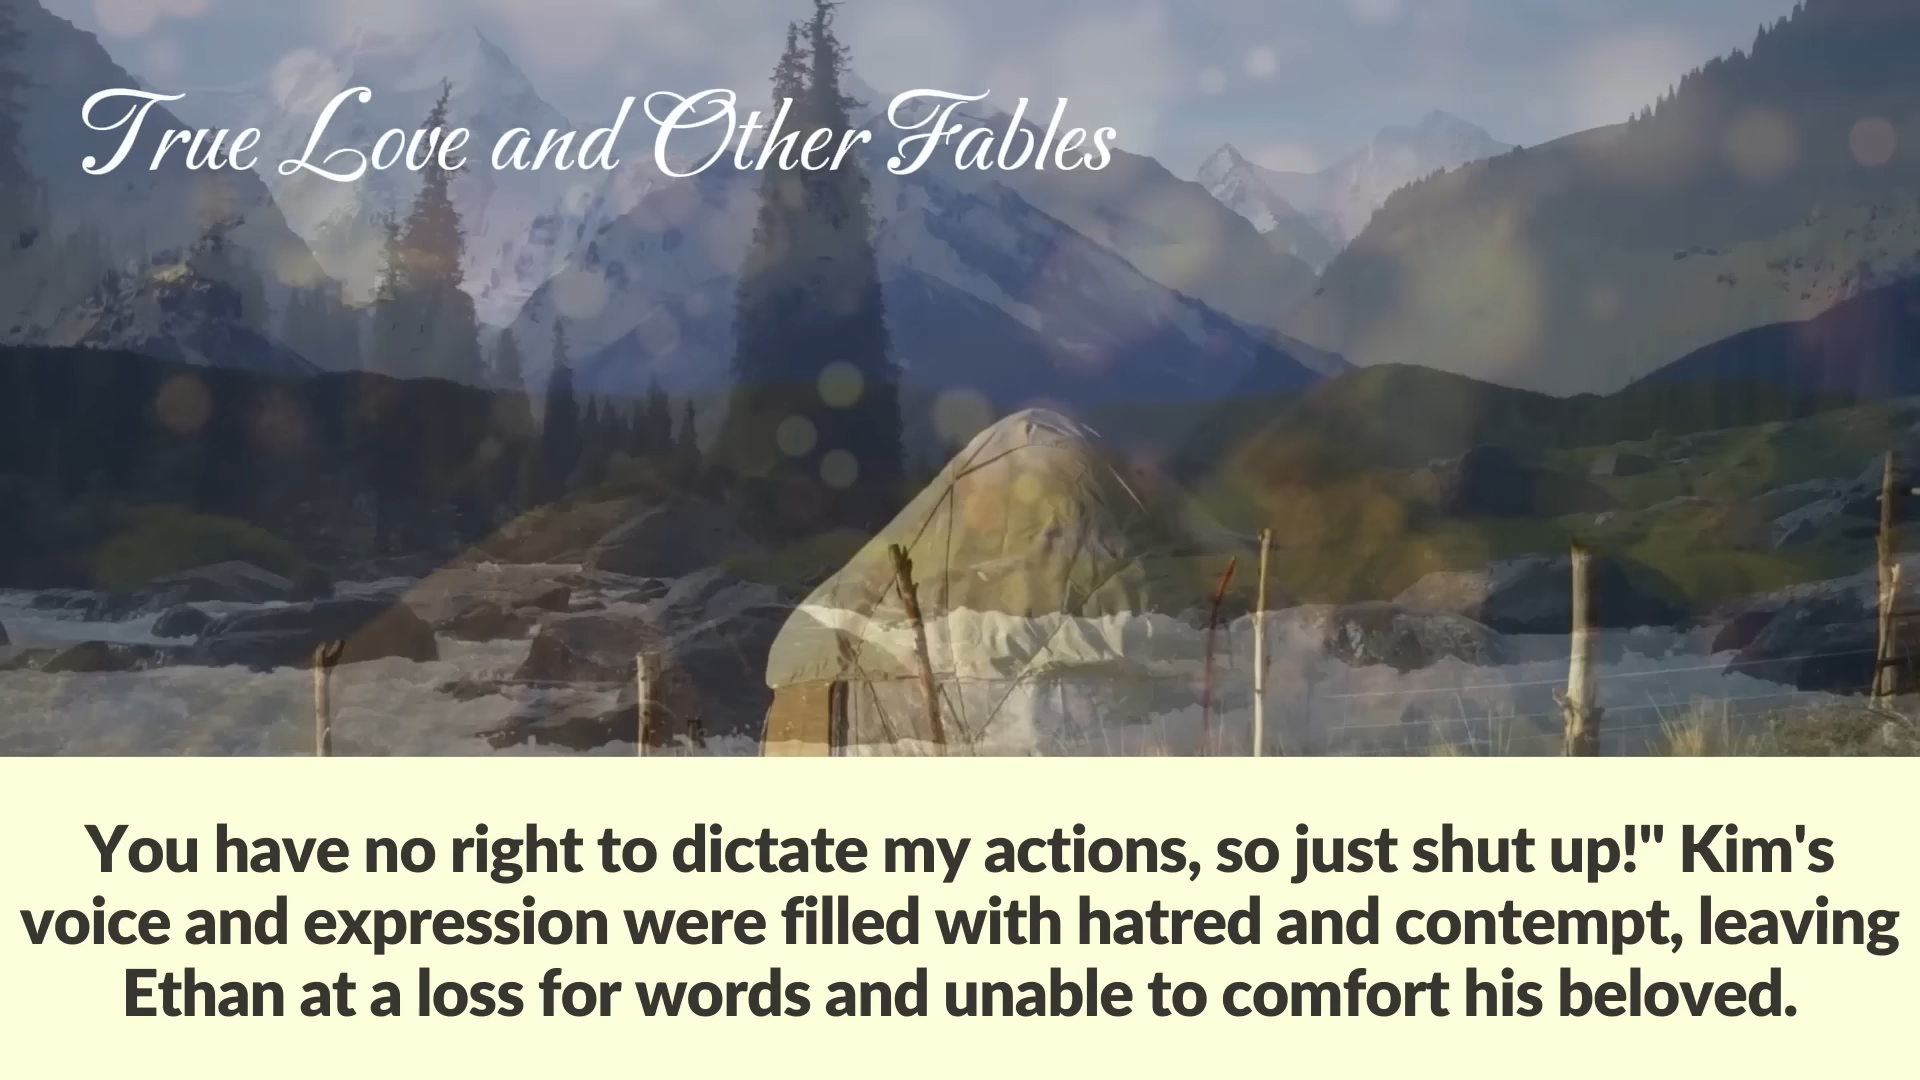 True Love and Other Fables
You have no right to dictate my actions, so just shut up!" Kim's
voice and expression were filled with hatred and contempt, leaving
Ethan at a loss for words and unable to comfort his beloved.